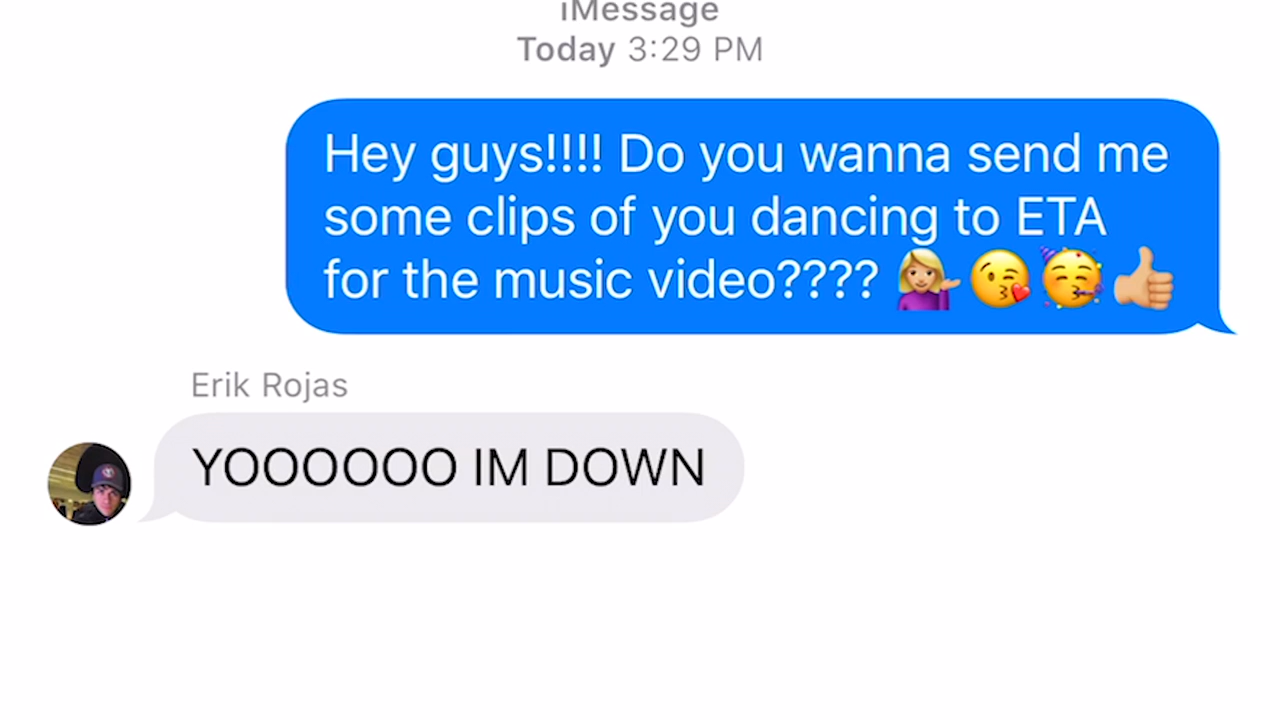 iMessage
Today 3:29 PM
Hey guys!!!! Do you wanna send me
some clips of you dancing to ETA
for the music video???? 💁🏼‍♀️😘🥳👍🏼
Erik Rojas
YOOOOOO IM DOWN